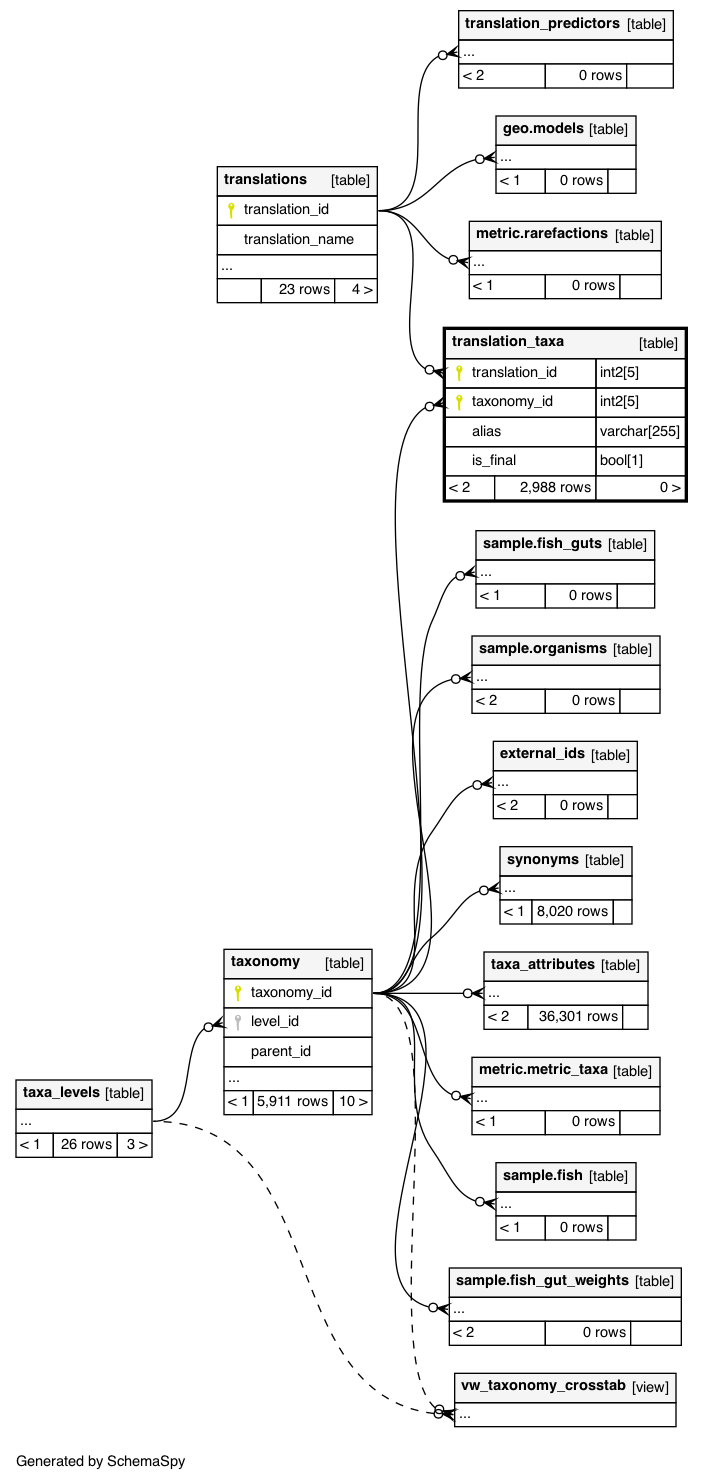 translation_predictors [table]
...
< 2 0 rows
geo.models [table]
...
< 1 0 rows
translations [table]
translation_id
translation_name
...
23 rows 4 >
metric.rarefactions [table]
...
< 1 0 rows
translation_taxa [table]
translation_id int2[5]
taxonomy_id int2[5]
alias varchar[255]
is_final bool[1]
< 2 2,988 rows 0 >
sample.fish_guts [table]
...
< 1 0 rows
sample.organisms [table]
...
< 2 0 rows
external_ids [table]
...
< 2 0 rows
synonyms [table]
...
< 1 8,020 rows
taxonomy [table]
taxonomy_id
level_id
parent_id
...
< 1 5,911 rows 10 >
taxa_attributes [table]
...
< 2 36,301 rows
metric.metric_taxa [table]
...
< 1 0 rows
taxa_levels [table]
...
< 1 26 rows 3 >
sample.fish [table]
...
< 1 0 rows
sample.fish_gut_weights [table]
...
< 2 0 rows
vw_taxonomy_crosstab [view]
...
Generated by SchemaSpy